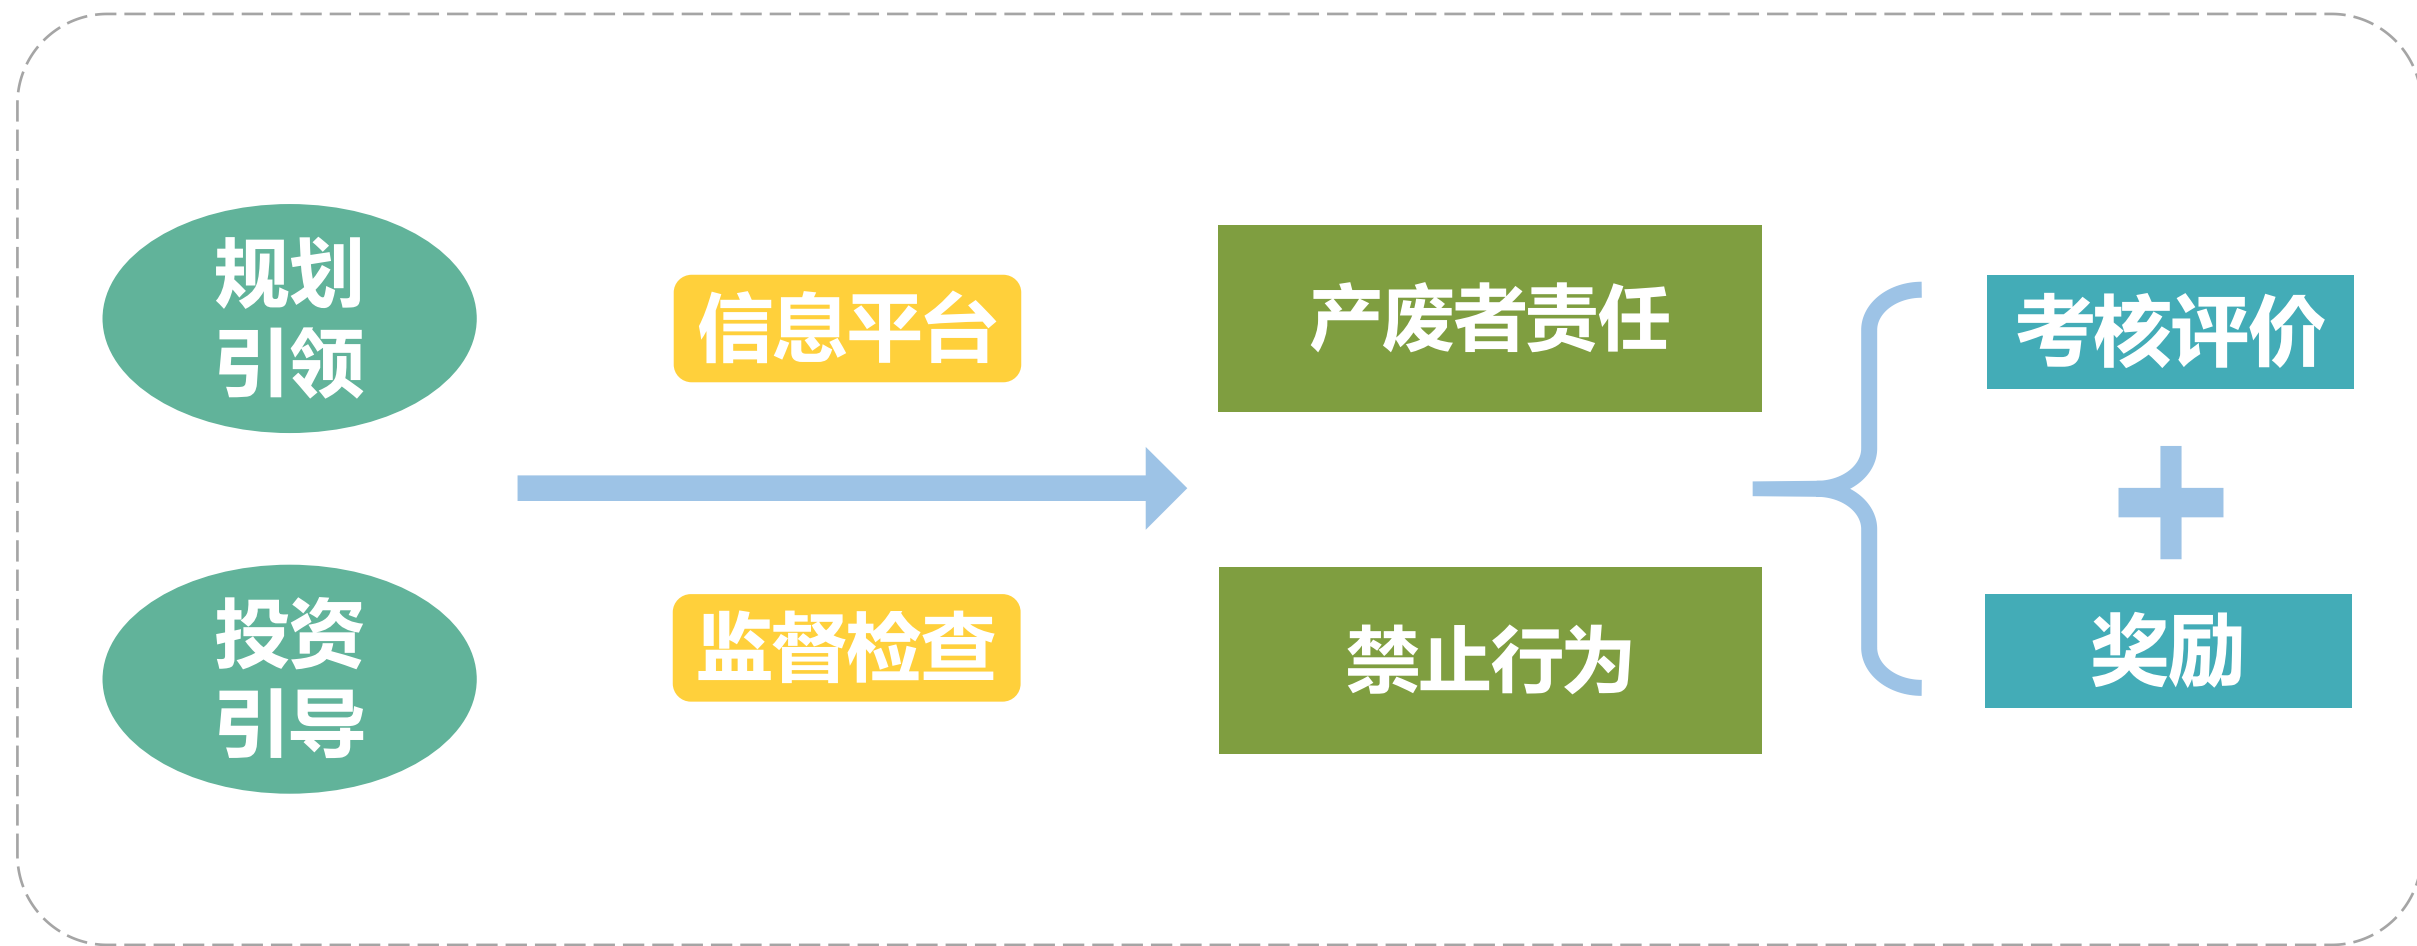 规划
引领
投资
引导
信息平台
监督检查
产废者责任
禁止行为
考核评价
奖励